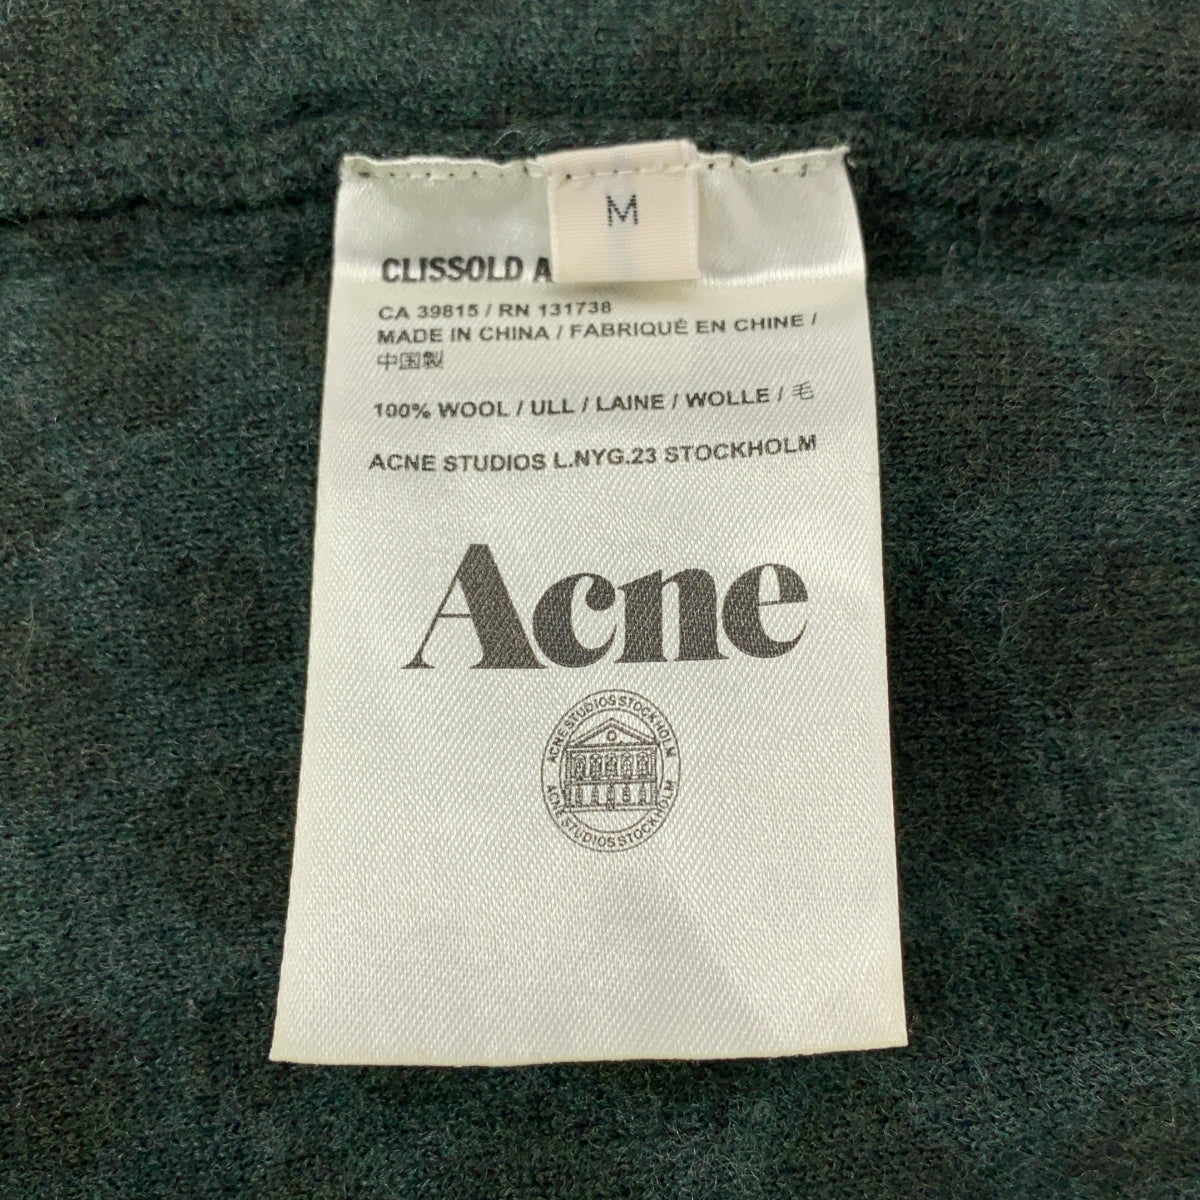 M
CLISSOLD A
CA 39815 / RN 131738
MADE IN CHINA / FABRIQUÉ EN CHINE /
中国製
100% WOOL / ULL / LAINE / WOLLE / 毛
ACNE STUDIOS L.NYG.23 STOCKHOLM
Acne
ACNE STUDIOS STOCKHOLM
ACNE STUDIOS STOCKHOLM